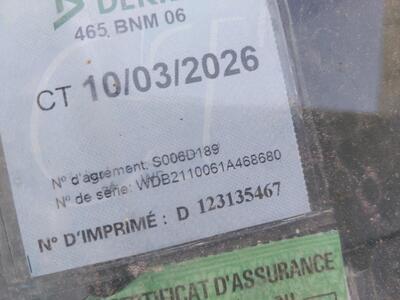 465 BNM 06
CT 10/03/2026
N° d'agrément: S006D189
N° de série: WDB2110061A468680
N° D'IMPRIMÉ : D 123135467
CERTIFICAT D'ASSURANCE